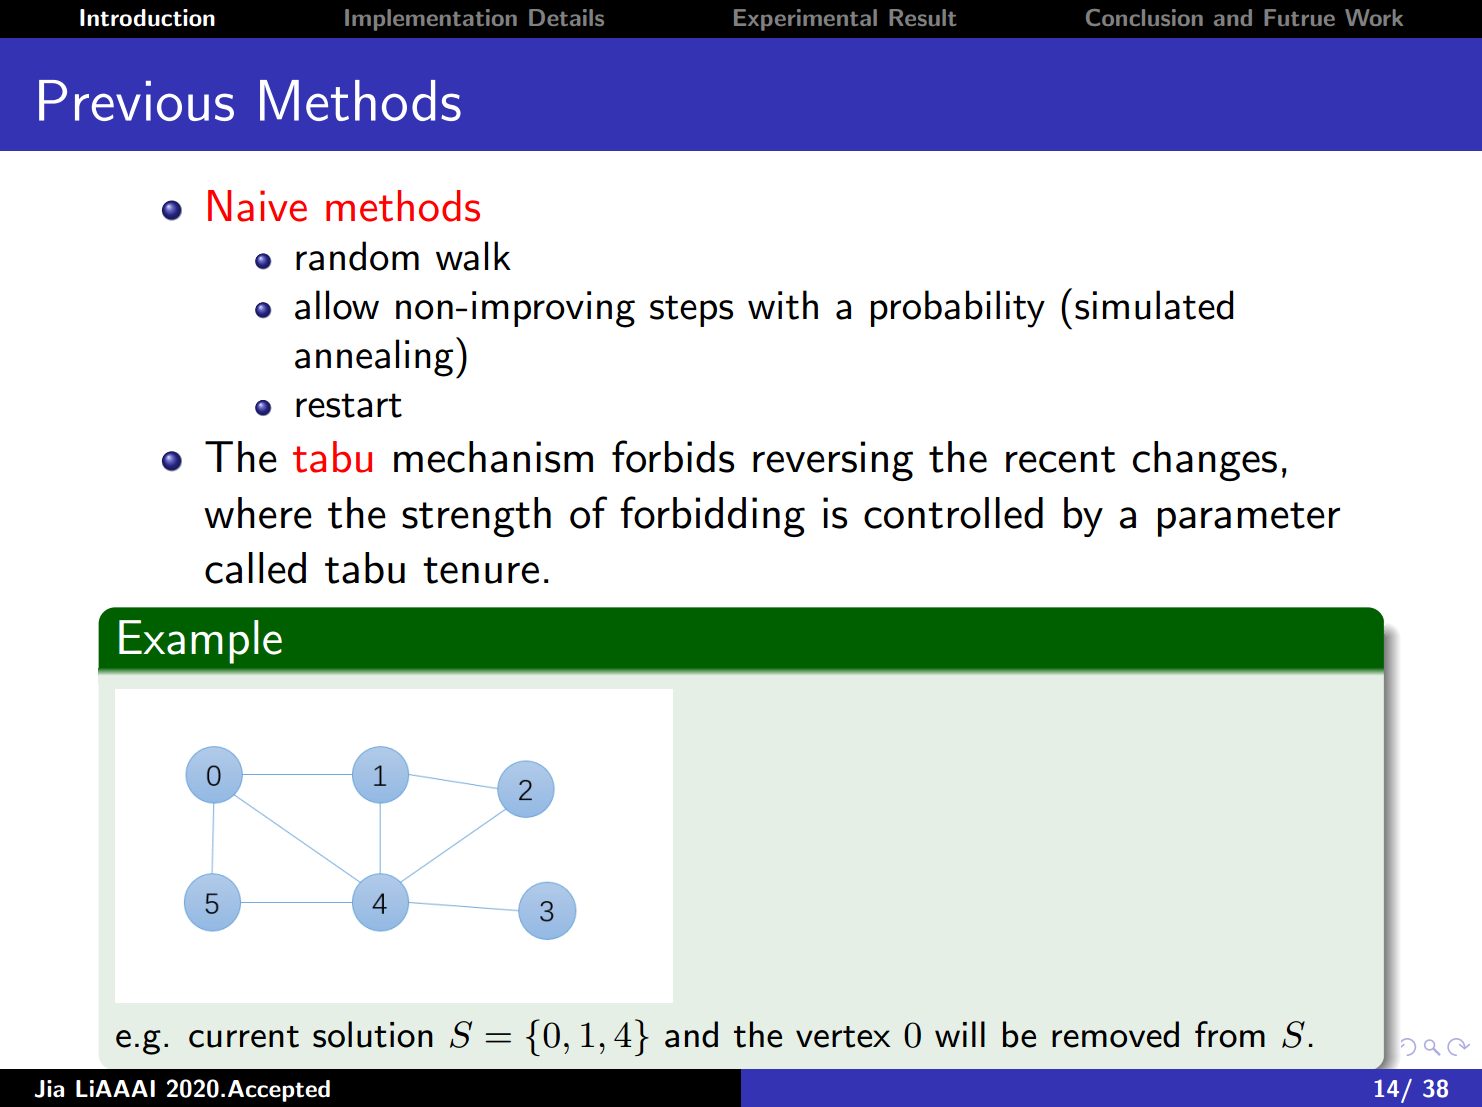 Introduction Implementation Details Experimental Result Conclusion and Futrue Work
Previous Methods
Naive methods
random walk
allow non-improving steps with a probability (simulated
annealing)
restart
The tabu mechanism forbids reversing the recent changes,
where the strength of forbidding is controlled by a parameter
called tabu tenure.
Example
0 1 2
5 4 3
e.g. current solution S = {0, 1, 4} and the vertex 0 will be removed from S.
Jia LiAAAI 2020.Accepted 14/ 38